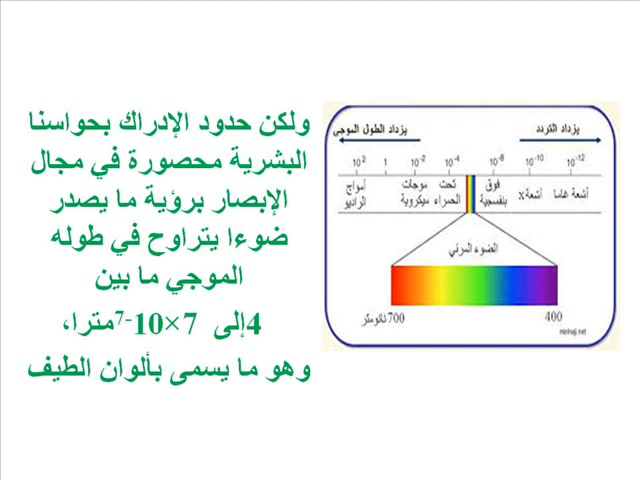 ولكن حدود الإدراك بحواسنا
البشرية محصورة في مجال
الإبصار برؤية ما يصدر
ضوءا يتراوح في طوله
الموجي ما بين
4إلى 7×10-7مترا،
وهو ما يسمى بألوان الطيف
يزداد التردد
يزداد الطول الموجي
10² 1 10-² 10-⁴ 10-⁸ 10-¹⁰ 10-¹²
أشعة غاما
أشعة x
فوق
بنفسجية
تحت
الحمراء
موجات
ميكروية
أمواج
الراديو
الضوء المرئي
400
700 نانومتر
minhaji.net